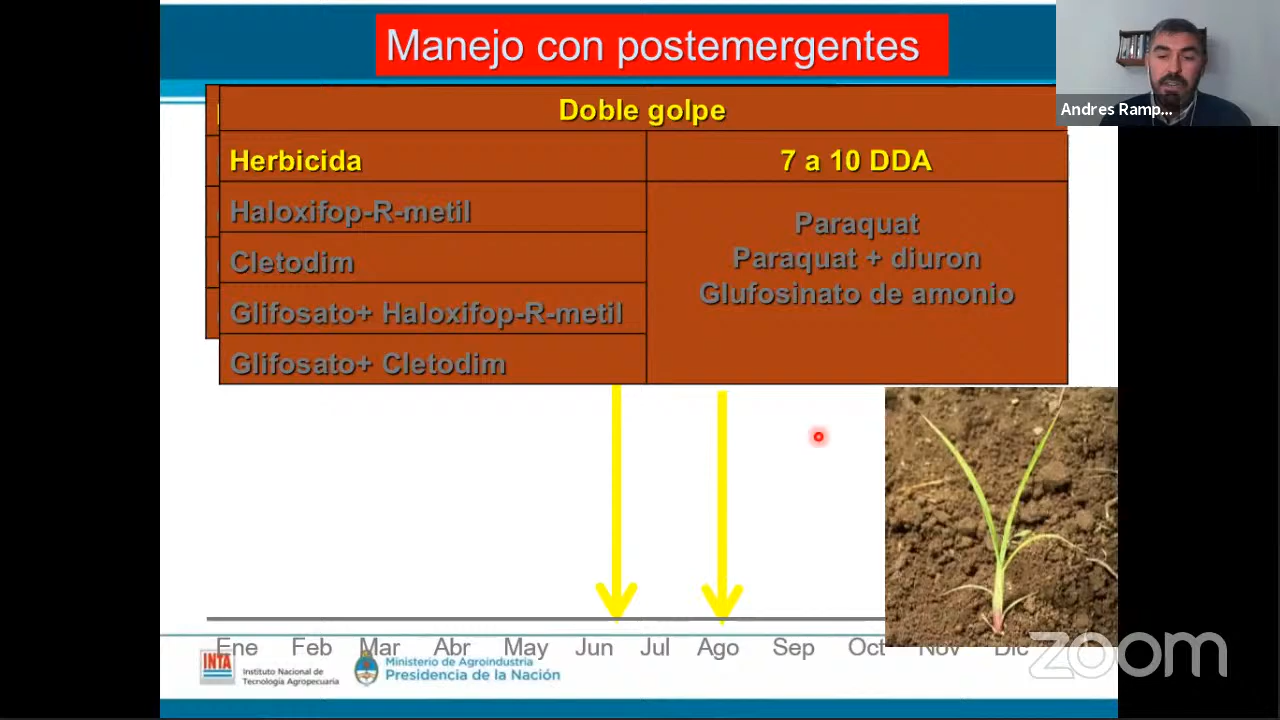 Manejo con postemergentes
Andres Ramp...
Doble golpe
Herbicida
7 a 10 DDA
Haloxifop-R-metil
Cletodim
Glifosato+ Haloxifop-R-metil
Glifosato+ Cletodim
Paraquat
Paraquat + diuron
Glufosinato de amonio
Ene Feb Mar Abr May Jun Jul Ago Sep Oct Nov Dic
INTA
Instituto Nacional de
Tecnología Agropecuaria
Ministerio de Agroindustria
Presidencia de la Nación
zoom